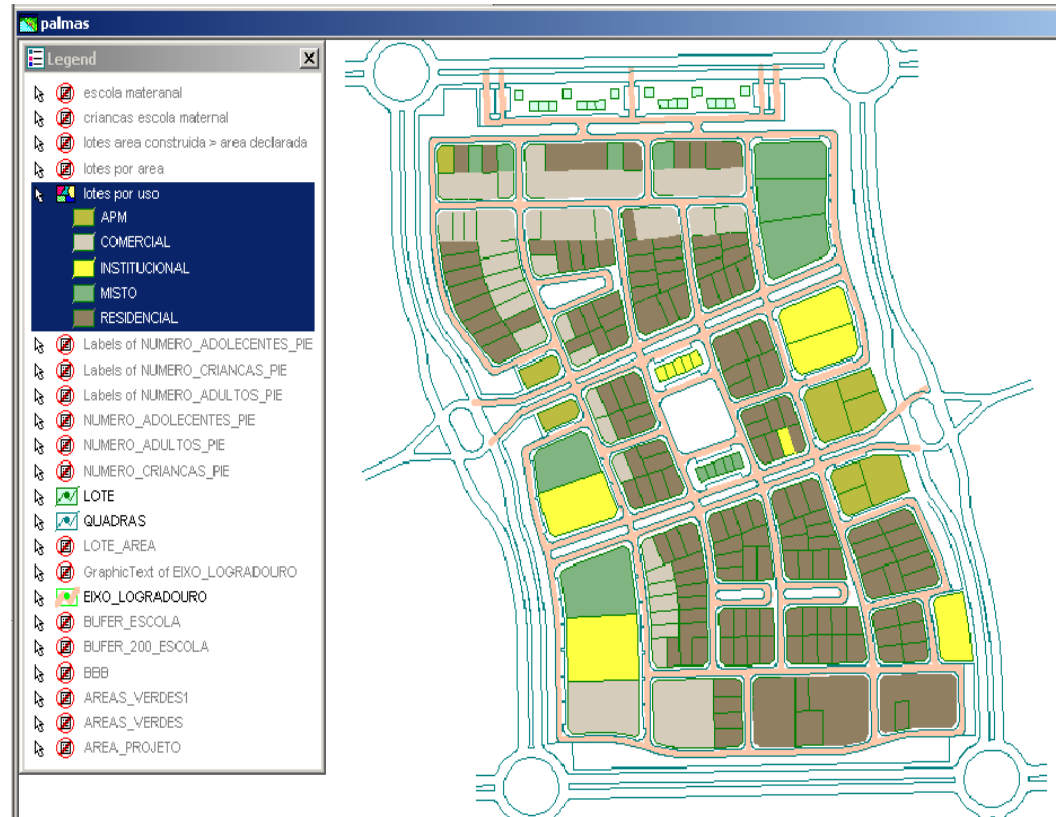 palmas
Legend
escola materanal
criancas escola maternal
lotes area construida > area declarada
lotes por area
lotes por uso
APM
COMERCIAL
INSTITUCIONAL
MISTO
RESIDENCIAL
Labels of NUMERO_ADOLECENTES_PIE
Labels of NUMERO_CRIANCAS_PIE
Labels of NUMERO_ADULTOS_PIE
NUMERO_ADOLECENTES_PIE
NUMERO_ADULTOS_PIE
NUMERO_CRIANCAS_PIE
LOTE
QUADRAS
LOTE_AREA
GraphicText of EIXO_LOGRADOURO
EIXO_LOGRADOURO
BUFER_ESCOLA
BUFER_200_ESCOLA
BBB
AREAS_VERDES1
AREAS_VERDES
AREA_PROJETO